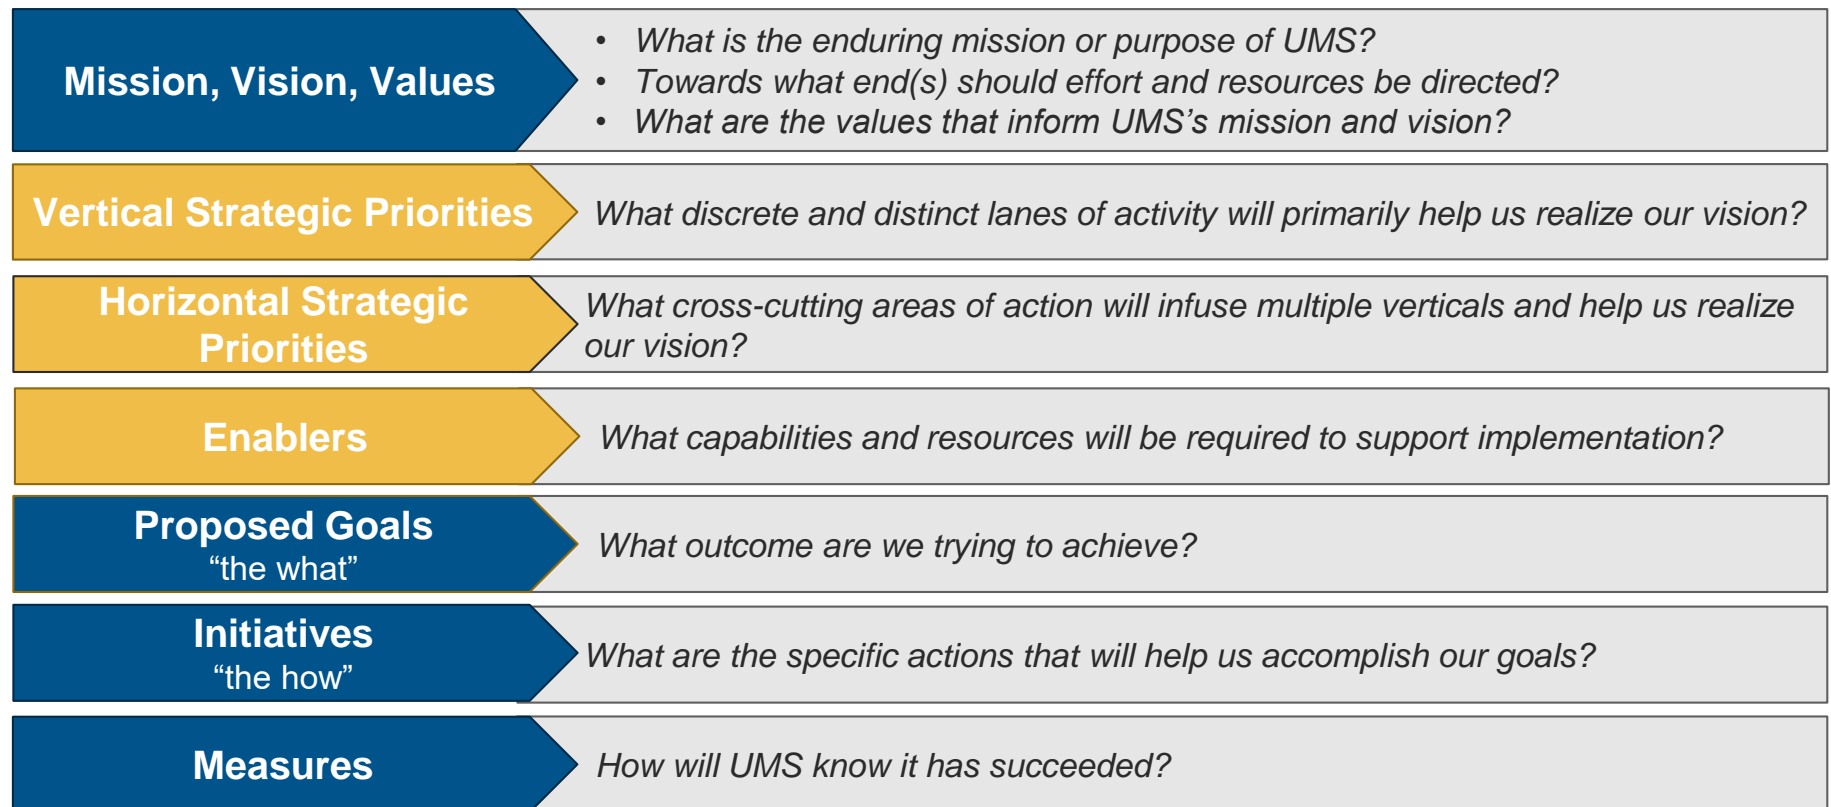 Mission, Vision, Values
• What is the enduring mission or purpose of UMS?
• Towards what end(s) should effort and resources be directed?
• What are the values that inform UMS’s mission and vision?
Vertical Strategic Priorities
What discrete and distinct lanes of activity will primarily help us realize our vision?
Horizontal Strategic
Priorities
What cross-cutting areas of action will infuse multiple verticals and help us realize
our vision?
Enablers
What capabilities and resources will be required to support implementation?
Proposed Goals
“the what”
What outcome are we trying to achieve?
Initiatives
“the how”
What are the specific actions that will help us accomplish our goals?
Measures
How will UMS know it has succeeded?